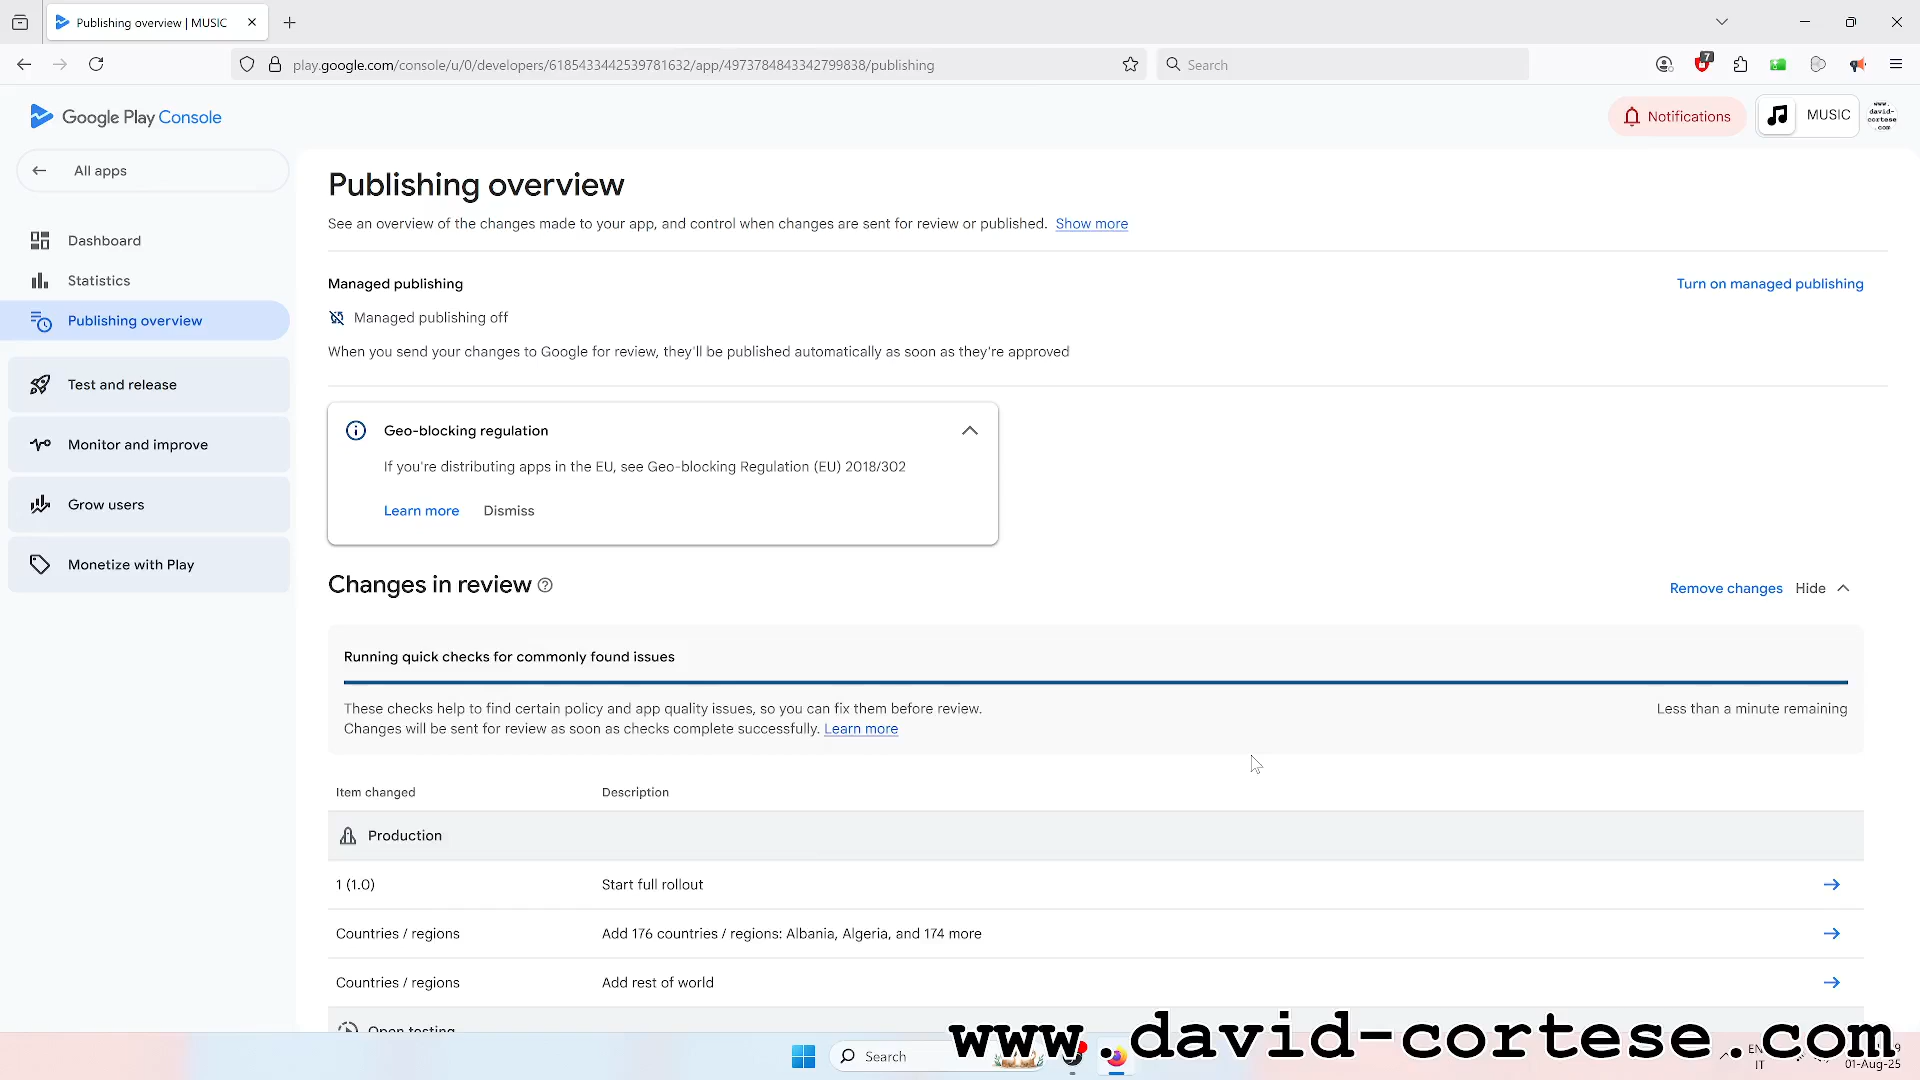 Publishing overview | MUSIC
play.google.com/console/u/0/developers/6185433442539781632/app/4973784843342799838/publishing
Search
7
Google Play Console
Notifications
MUSIC
www.
david-
cortese
.com
All apps
Dashboard
Statistics
Publishing overview
Test and release
Monitor and improve
Grow users
Monetize with Play
Publishing overview
See an overview of the changes made to your app, and control when changes are sent for review or published. Show more
Managed publishing
Turn on managed publishing
Managed publishing off
When you send your changes to Google for review, they'll be published automatically as soon as they're approved
Geo-blocking regulation
If you're distributing apps in the EU, see Geo-blocking Regulation (EU) 2018/302
Learn more Dismiss
Changes in review
Remove changes Hide
Running quick checks for commonly found issues
These checks help to find certain policy and app quality issues, so you can fix them before review.
Less than a minute remaining
Changes will be sent for review as soon as checks complete successfully. Learn more
Item changed Description
Production
1 (1.0) Start full rollout
Countries / regions Add 176 countries / regions: Albania, Algeria, and 174 more
Countries / regions Add rest of world
Open testing
www.david-cortese.com
Search
IT
01-Aug-25